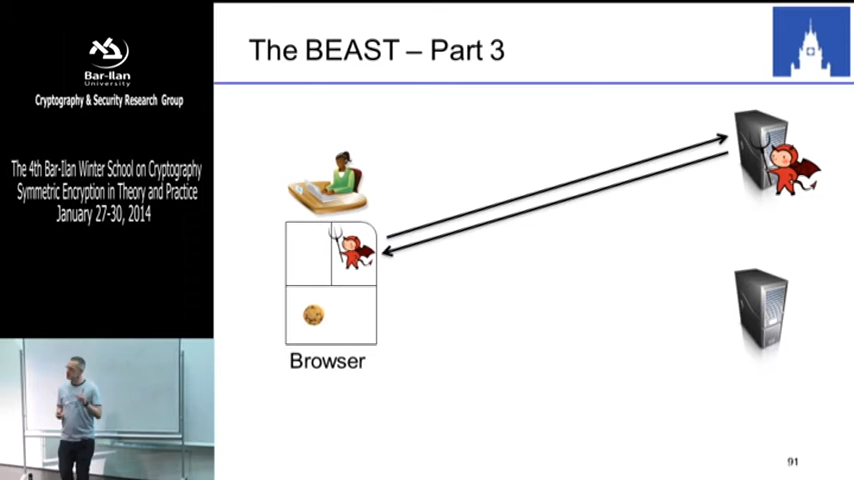 Bar-Ilan
University
Cryptography & Security Research Group
The 4th Bar-Ilan Winter School on Cryptography
Symmetric Encryption in Theory and Practice
January 27-30, 2014
The BEAST – Part 3
Browser
91